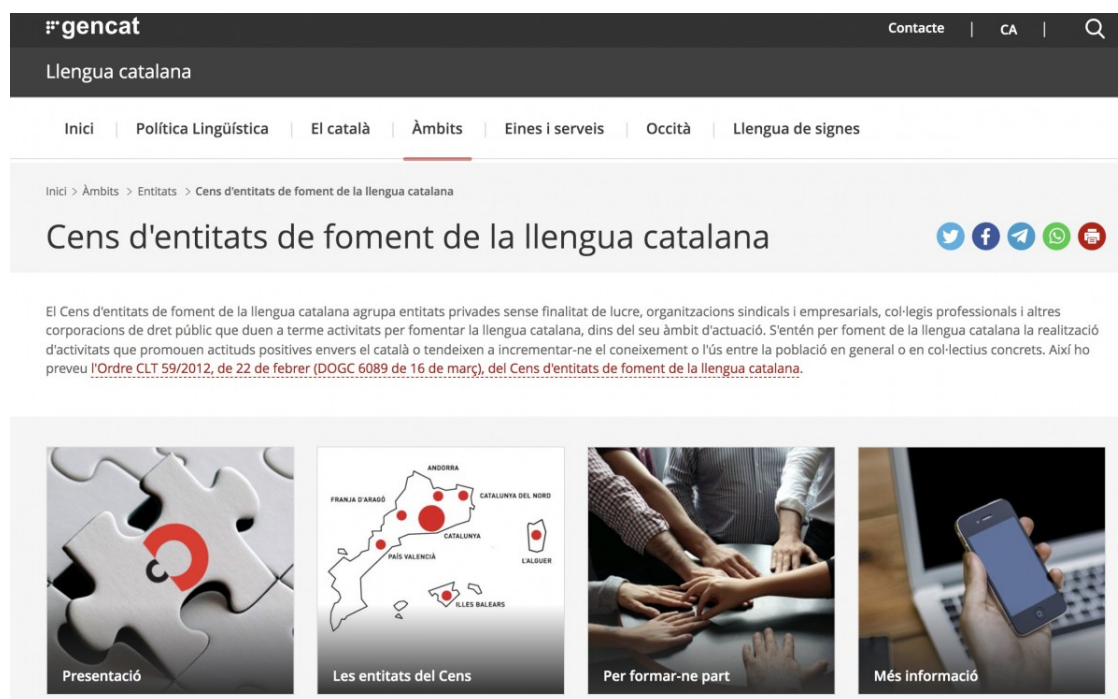 gencat
Contacte | CA |
Llengua catalana
Inici | Política Lingüística | El català | Àmbits | Eines i serveis | Occità | Llengua de signes
Inici > Àmbits > Entitats > Cens d'entitats de foment de la llengua catalana
Cens d'entitats de foment de la llengua catalana
El Cens d'entitats de foment de la llengua catalana agrupa entitats privades sense finalitat de lucre, organitzacions sindicals i empresarials, col·legis professionals i altres
corporacions de dret públic que duen a terme activitats per fomentar la llengua catalana, dins del seu àmbit d'actuació. S'entén per foment de la llengua catalana la realització
d'activitats que promouen actituds positives envers el català o tendeixen a incrementar-ne el coneixement o l'ús entre la població en general o en col·lectius concrets. Així ho
preveu l'Ordre CLT 59/2012, de 22 de febrer (DOGC 6089 de 16 de març), del Cens d'entitats de foment de la llengua catalana.
ANDORRA
FRANJA D'ARAGÓ
CATALUNYA DEL NORD
CATALUNYA
PAÍS VALENCIÀ
L'ALGUER
ILLES BALEARS
Presentació
Les entitats del Cens
Per formar-ne part
Més informació